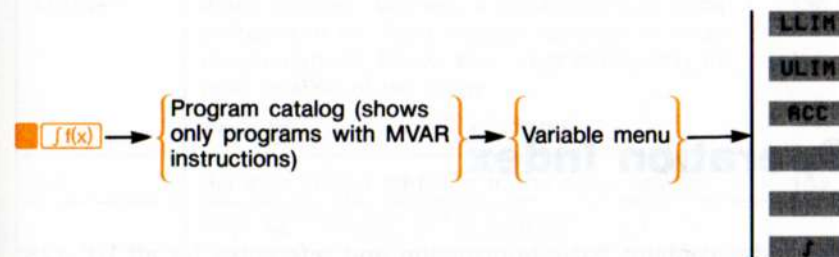 ∫f(x)
Program catalog (shows
only programs with MVAR
instructions)
Variable menu
LLIM
ULIM
ACC
∫